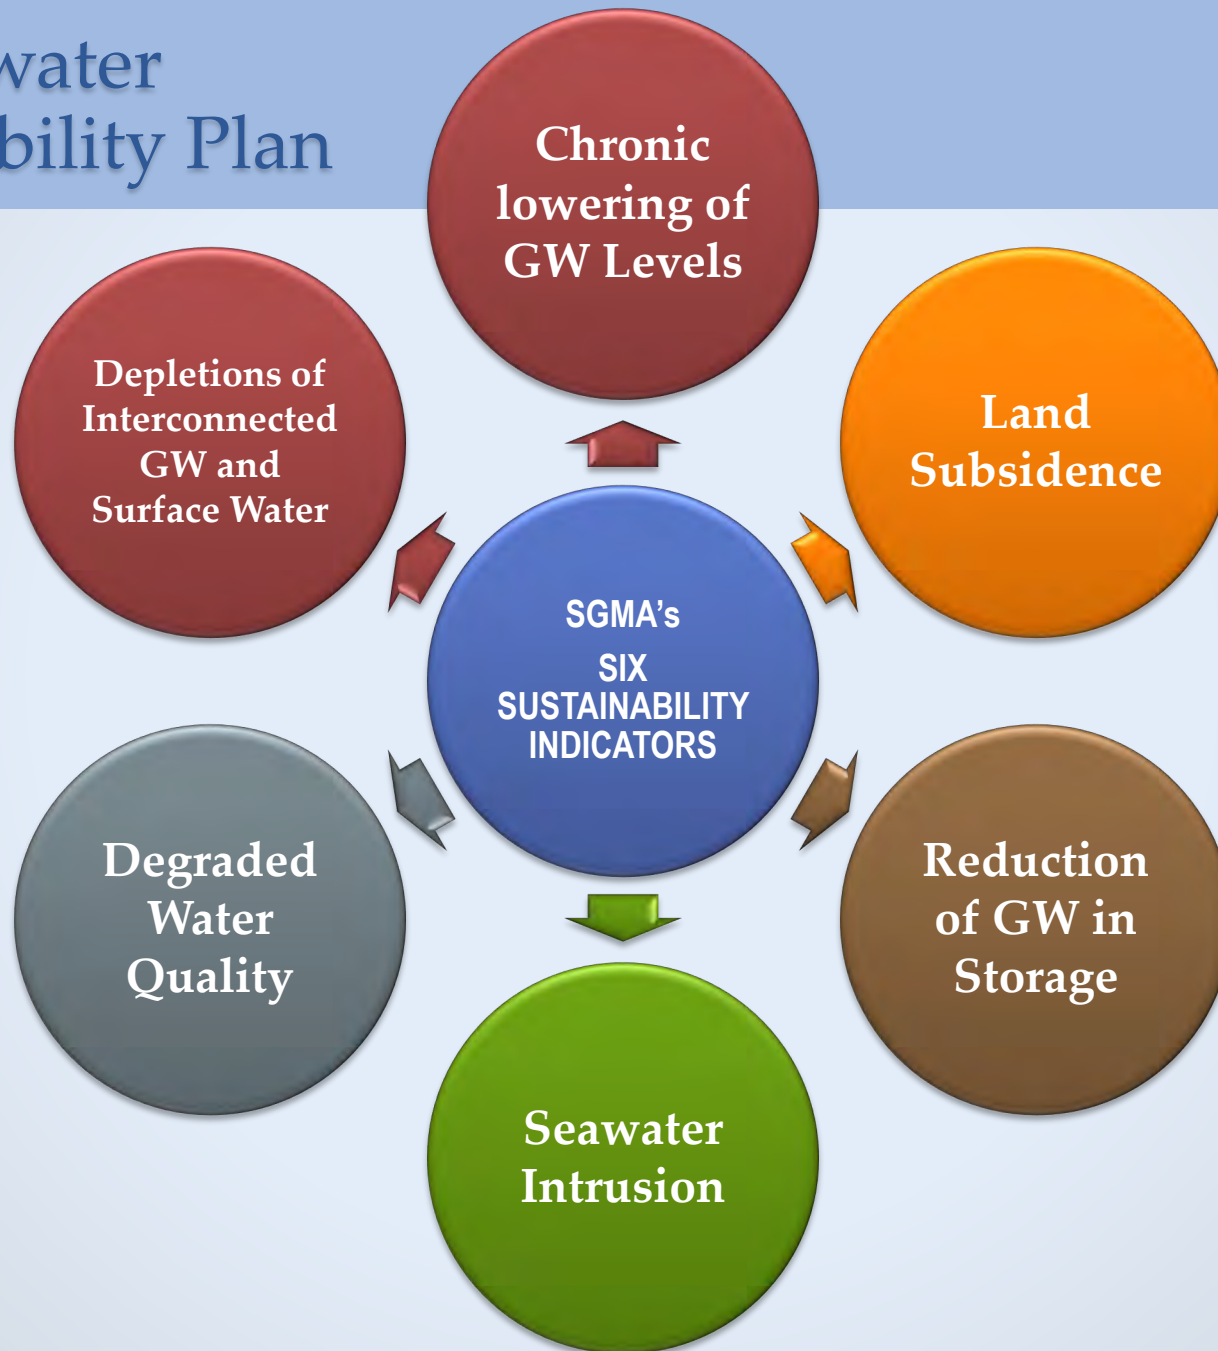 water
bility Plan
Chronic
lowering of
GW Levels
Depletions of
Interconnected
GW and
Surface Water
Land
Subsidence
SGMA’s
SIX
SUSTAINABILITY
INDICATORS
Degraded
Water
Quality
Reduction
of GW in
Storage
Seawater
Intrusion